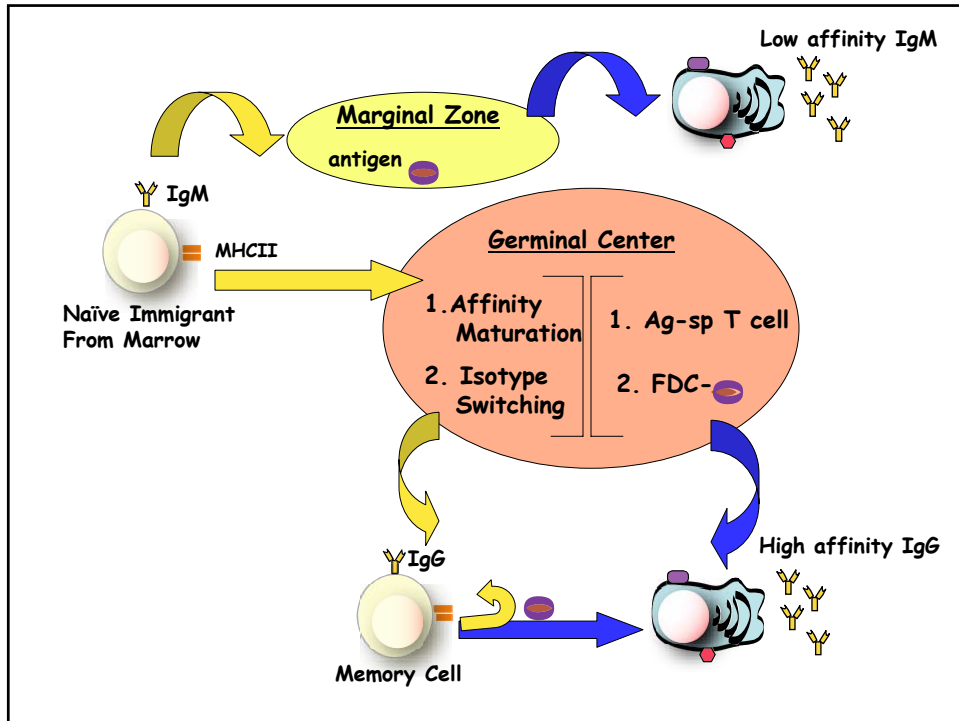 Low affinity IgM
Marginal Zone
antigen
IgM
MHCII
Naïve Immigrant
From Marrow
Germinal Center
1.Affinity
Maturation
2. Isotype
Switching
1. Ag-sp T cell
2. FDC-
IgG
Memory Cell
High affinity IgG